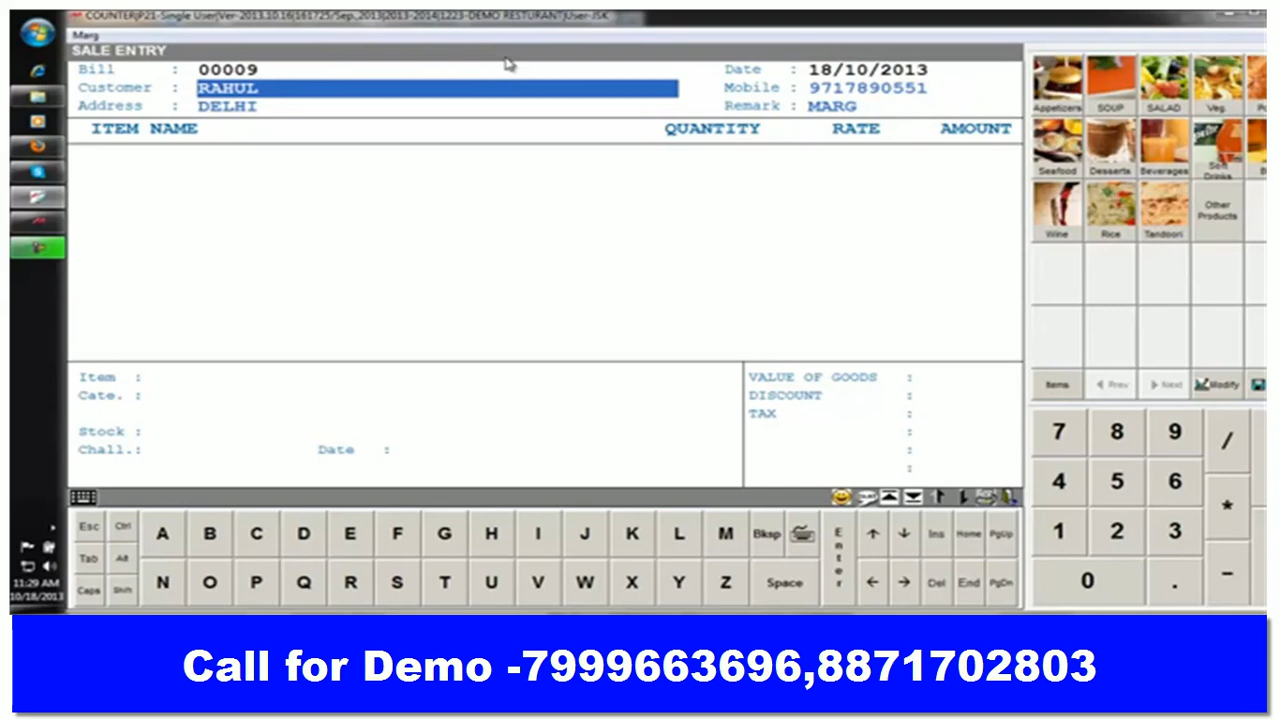 COUNTER|P21-Single User|Ver-2013.10.16|161725/Sep.,2013|2013-2014|1223-DEMO RESTURANT|User-JSK
Marg
SALE ENTRY
Bill : 00009 Date : 18/10/2013
Customer : RAHUL Mobile : 9717890551
Address : DELHI Remark : MARG
ITEM NAME QUANTITY RATE AMOUNT
Appetizers SOUP SALAD Veg.
Seafood Desserts Beverages Soft Drinks
Wine Rice Tandoori Other Products
Item :
Cate. :
Stock :
Chall.: Date :
VALUE OF GOODS :
DISCOUNT :
TAX :
:
:
:
Items Prev Next Modify
7 8 9 /
4 5 6 *
1 2 3
0 . -
Esc Ctrl A B C D E F G H I J K L M Bksp Enter ↑ ↓ Ins Home PgUp
Tab Alt
Caps Shift N O P Q R S T U V W X Y Z Space ← → Del End PgDn
11:29 AM
10/18/2013
Call for Demo -7999663696,8871702803